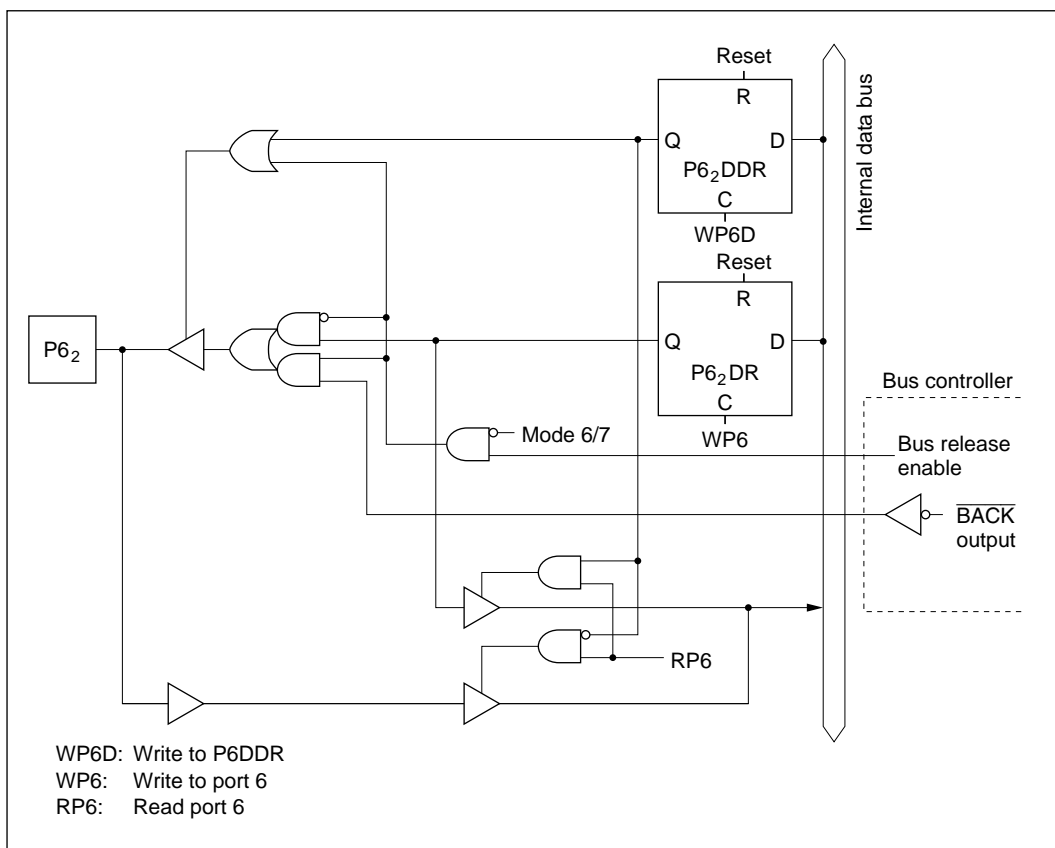 Reset
R
Q
D
P6₂DDR
C
WP6D
Internal data bus
Reset
R
Q
D
P6₂DR
C
WP6
P6₂
Bus controller
Mode 6/7
Bus release
enable
B̅A̅C̅K̅
output
RP6
WP6D: Write to P6DDR
WP6: Write to port 6
RP6: Read port 6